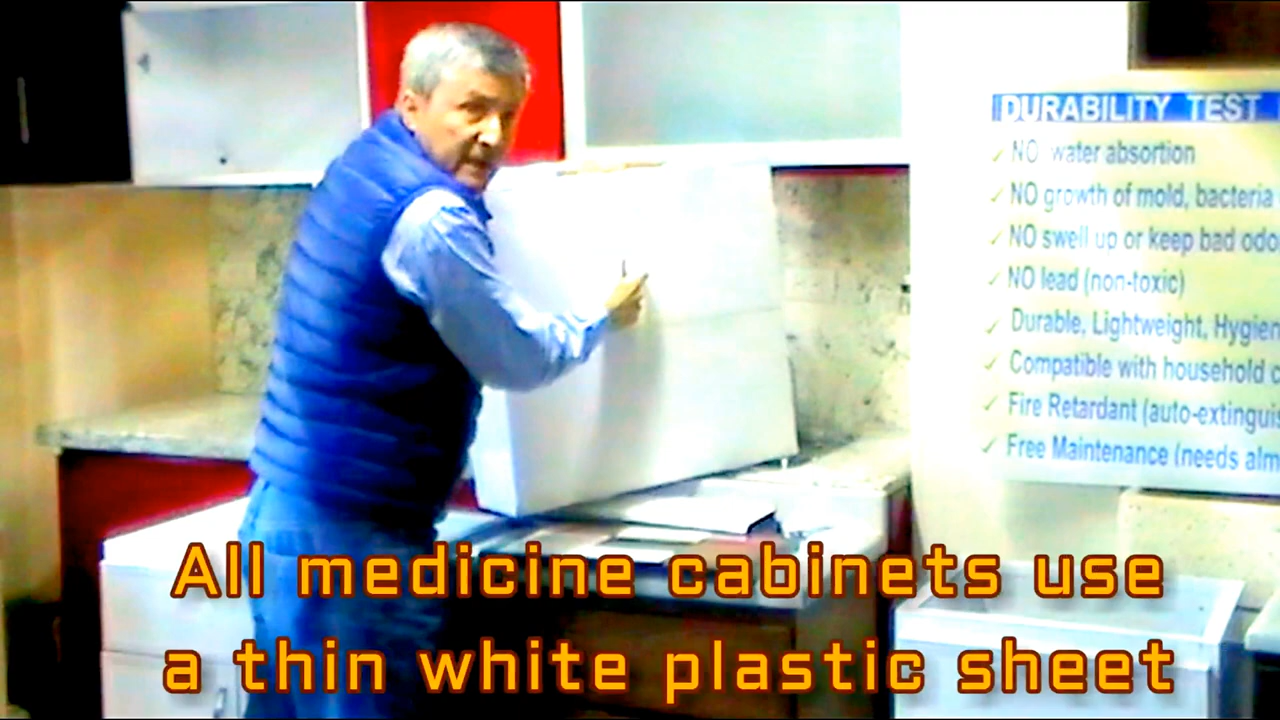 DURABILITY TEST
NO water absortion
NO growth of mold, bacteria
NO swell up or keep bad odo
NO lead (non-toxic)
Durable, Lightweight, Hygien
Compatible with household c
Fire Retardant (auto-extinguis
Free Maintenance (needs alm
All medicine cabinets use
a thin white plastic sheet